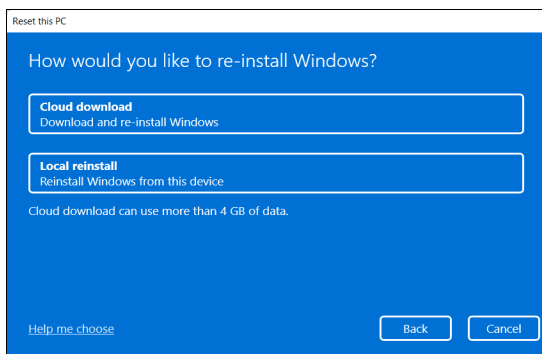 Reset this PC
How would you like to re-install Windows?
Cloud download
Download and re-install Windows
Local reinstall
Reinstall Windows from this device
Cloud download can use more than 4 GB of data.
Help me choose
Back
Cancel